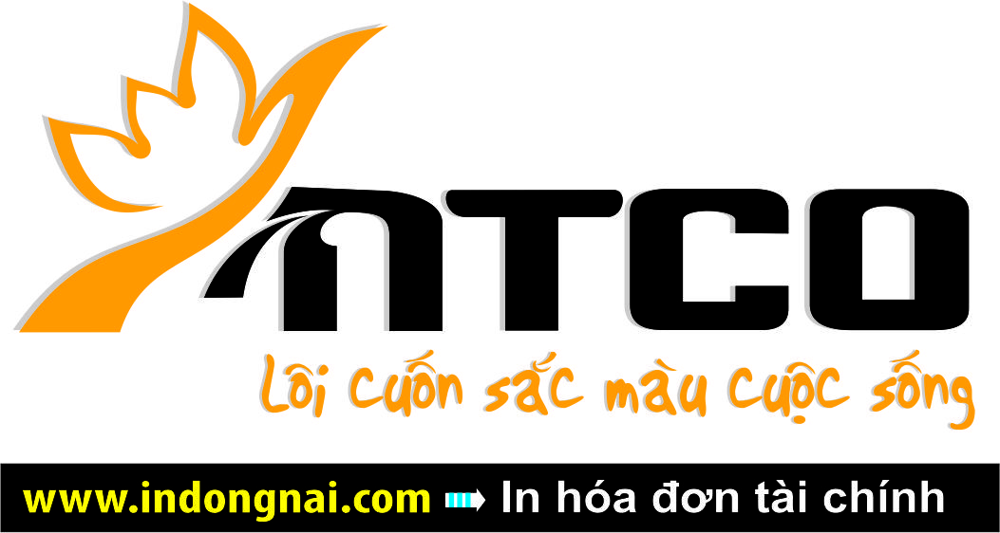 NTCO
Lôi cuốn sắc màu cuộc sống
www.indongnai.com In hóa đơn tài chính